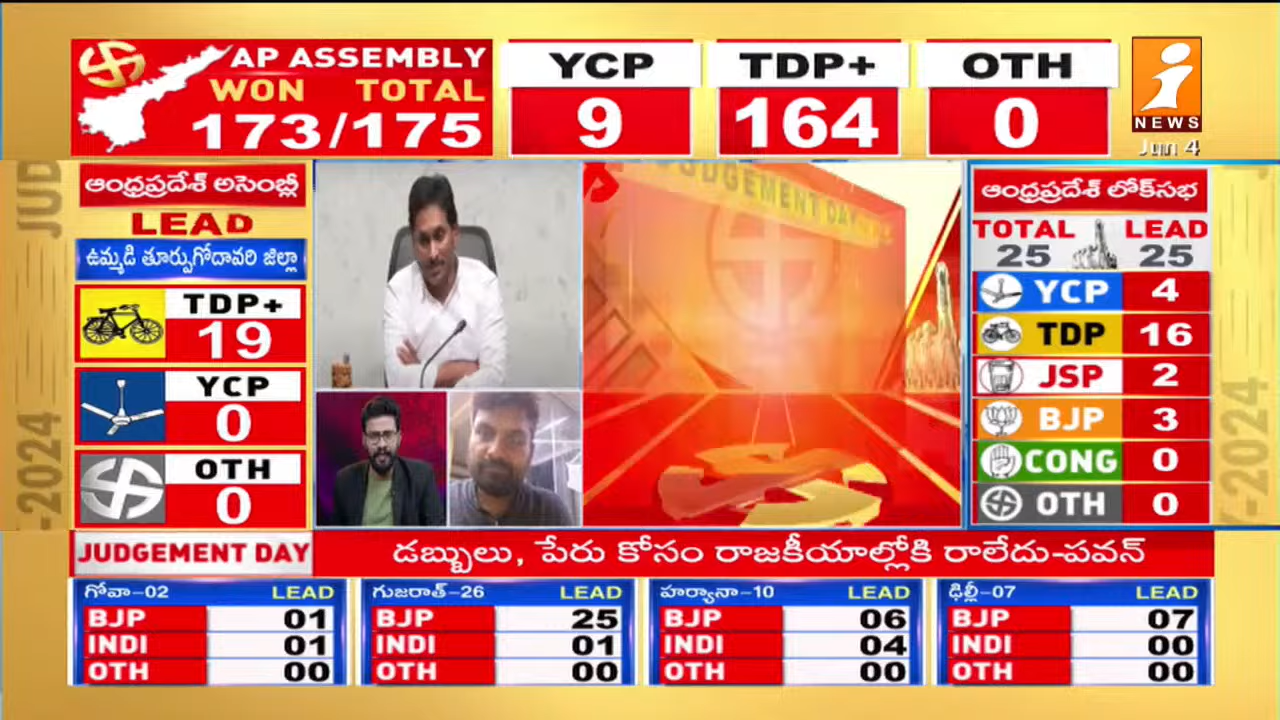 AP ASSEMBLY
WON TOTAL
173/175
YCP
9
TDP+
164
OTH
0
i
NEWS
Jun 4
ఆంధ్రప్రదేశ్ అసెంబ్లీ
LEAD
ఉమ్మడి తూర్పుగోదావరి జిల్లా
TDP+
19
YCP
0
OTH
0
JUDGEMENT DAY
ఆంధ్రప్రదేశ్ లోక్‌సభ
TOTAL LEAD
25 25
YCP 4
TDP 16
JSP 2
BJP 3
CONG 0
OTH 0
JUD
-2024
-2024
JUDGEMENT DAY
డబ్బులు, పేరు కోసం రాజకీయాల్లోకి రాలేదు-పవన్
గోవా-02 LEAD
BJP 01
INDI 01
OTH 00
గుజరాత్-26 LEAD
BJP 25
INDI 01
OTH 00
హర్యానా-10 LEAD
BJP 06
INDI 04
OTH 00
ఢిల్లీ-07 LEAD
BJP 07
INDI 00
OTH 00